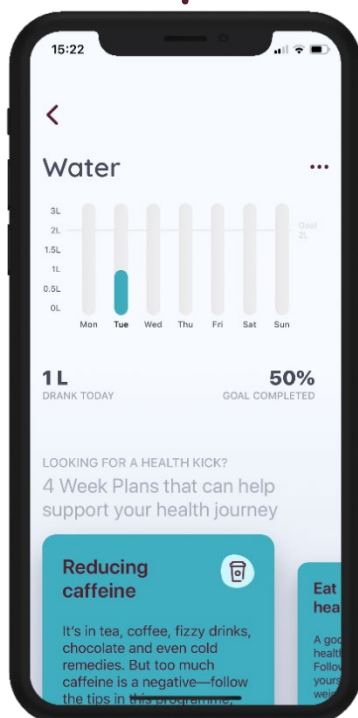 15:22
Water
3L
2L
Goal
2L
1.5L
1L
0.5L
0L
Mon Tue Wed Thu Fri Sat Sun
1 L 50%
DRANK TODAY GOAL COMPLETED
LOOKING FOR A HEALTH KICK?
4 Week Plans that can help
support your health journey
Reducing
caffeine
It's in tea, coffee, fizzy drinks,
chocolate and even cold
remedies. But too much
caffeine is a negative—follow
the tips in this programme,
Eat
hea
A goo
health
Follow
yours